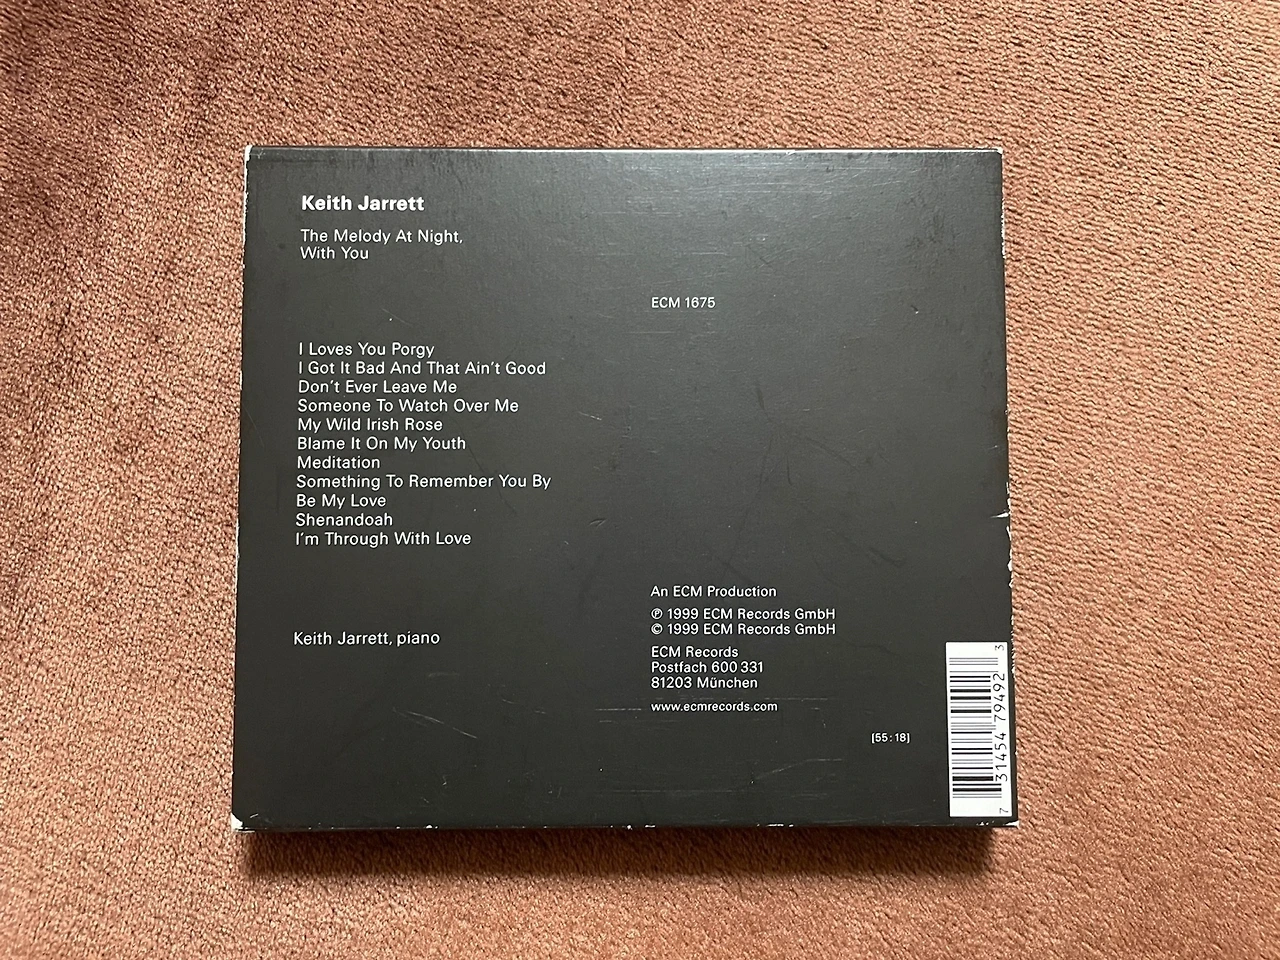 Keith Jarrett
The Melody At Night,
With You
ECM 1675
I Loves You Porgy
I Got It Bad And That Ain't Good
Don't Ever Leave Me
Someone To Watch Over Me
My Wild Irish Rose
Blame It On My Youth
Meditation
Something To Remember You By
Be My Love
Shenandoah
I'm Through With Love
Keith Jarrett, piano
An ECM Production
℗ 1999 ECM Records GmbH
© 1999 ECM Records GmbH
ECM Records
Postfach 600 331
81203 München
www.ecmrecords.com
[55:18]
7 31454 79492 3